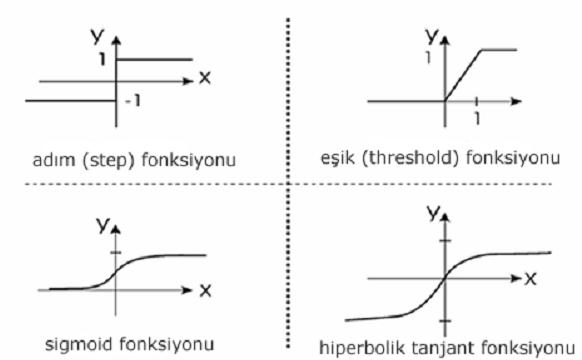 y
1
x
-1
adım (step) fonksiyonu
y
1
1
eşik (threshold) fonksiyonu
y
x
sigmoid fonksiyonu
y
x
hiperbolik tanjant fonksiyonu